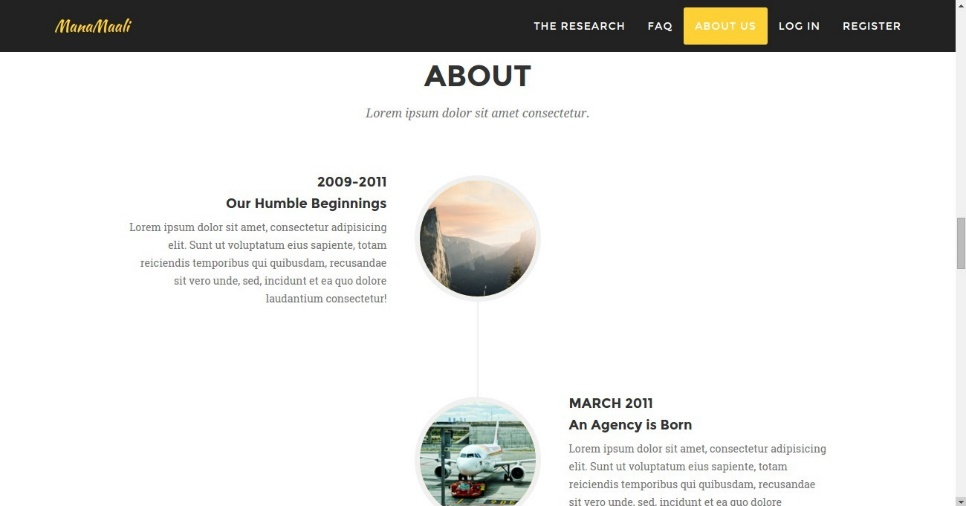 ManaMaali
THE RESEARCH FAQ ABOUT US LOG IN REGISTER
ABOUT
Lorem ipsum dolor sit amet consectetur.
2009-2011
Our Humble Beginnings
Lorem ipsum dolor sit amet, consectetur adipisicing
elit. Sunt ut voluptatum eius sapiente, totam
reiciendis temporibus qui quibusdam, recusandae
sit vero unde, sed, incidunt et ea quo dolore
laudantium consectetur!
MARCH 2011
An Agency is Born
Lorem ipsum dolor sit amet, consectetur adipisicing
elit. Sunt ut voluptatum eius sapiente, totam
reiciendis temporibus qui quibusdam, recusandae
sit vero unde, sed, incidunt et ea quo dolore